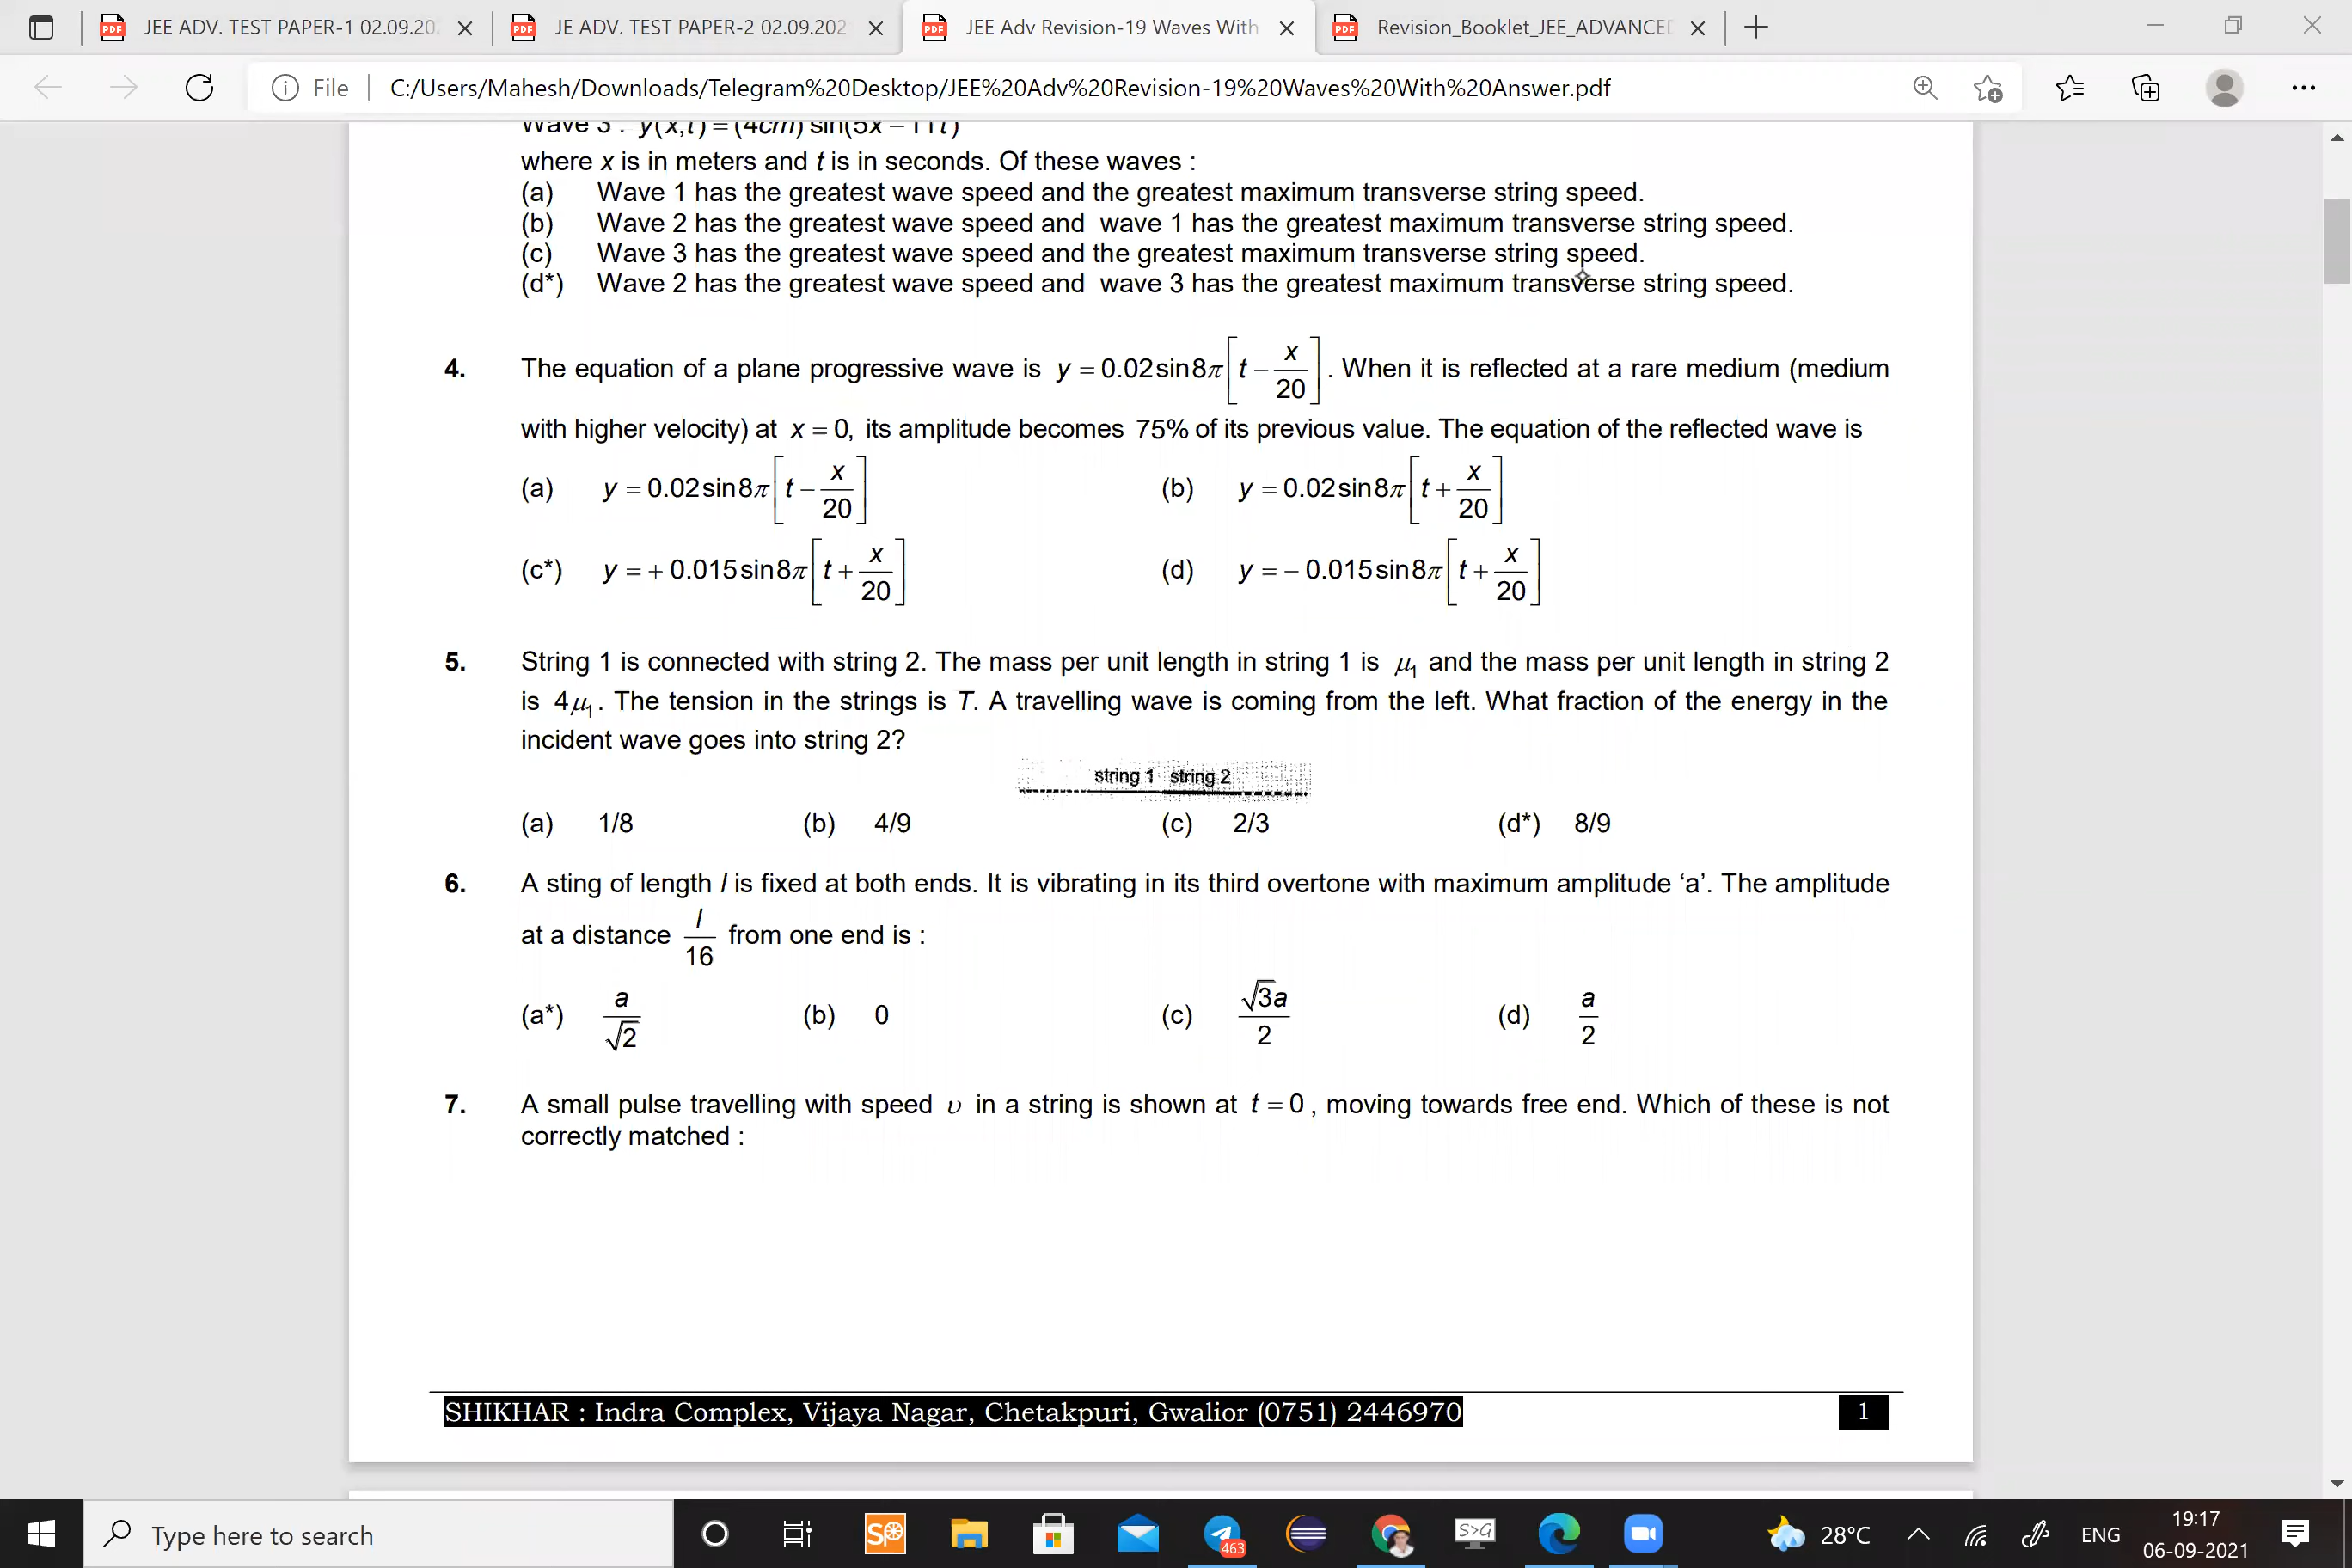 JEE ADV. TEST PAPER-1 02.09.20
JE ADV. TEST PAPER-2 02.09.202
JEE Adv Revision-19 Waves With
Revision_Booklet_JEE_ADVANCED
File
C:/Users/Mahesh/Downloads/Telegram%20Desktop/JEE%20Adv%20Revision-19%20Waves%20With%20Answer.pdf
Wave 3 : y(x,t) = (4cm) sin(5x − 11t)
where x is in meters and t is in seconds. Of these waves :
(a) Wave 1 has the greatest wave speed and the greatest maximum transverse string speed.
(b) Wave 2 has the greatest wave speed and wave 1 has the greatest maximum transverse string speed.
(c) Wave 3 has the greatest wave speed and the greatest maximum transverse string speed.
(d*) Wave 2 has the greatest wave speed and wave 3 has the greatest maximum transverse string speed.
4. The equation of a plane progressive wave is y = 0.02 sin 8π[t − x/20]. When it is reflected at a rare medium (medium
with higher velocity) at x = 0, its amplitude becomes 75% of its previous value. The equation of the reflected wave is
(a) y = 0.02 sin 8π[t − x/20] (b) y = 0.02 sin 8π[t + x/20]
(c*) y = + 0.015 sin 8π[t + x/20] (d) y = − 0.015 sin 8π[t + x/20]
5. String 1 is connected with string 2. The mass per unit length in string 1 is μ₁ and the mass per unit length in string 2
is 4μ₁. The tension in the strings is T. A travelling wave is coming from the left. What fraction of the energy in the
incident wave goes into string 2?
string 1 string 2
(a) 1/8 (b) 4/9 (c) 2/3 (d*) 8/9
6. A sting of length l is fixed at both ends. It is vibrating in its third overtone with maximum amplitude ‘a’. The amplitude
at a distance l/16 from one end is :
(a*) a/√2 (b) 0 (c) √3a/2 (d) a/2
7. A small pulse travelling with speed υ in a string is shown at t = 0, moving towards free end. Which of these is not
correctly matched :
SHIKHAR : Indra Complex, Vijaya Nagar, Chetakpuri, Gwalior (0751) 2446970 1
Type here to search
SP
463
S>G
28°C
ENG
19:17
06-09-2021